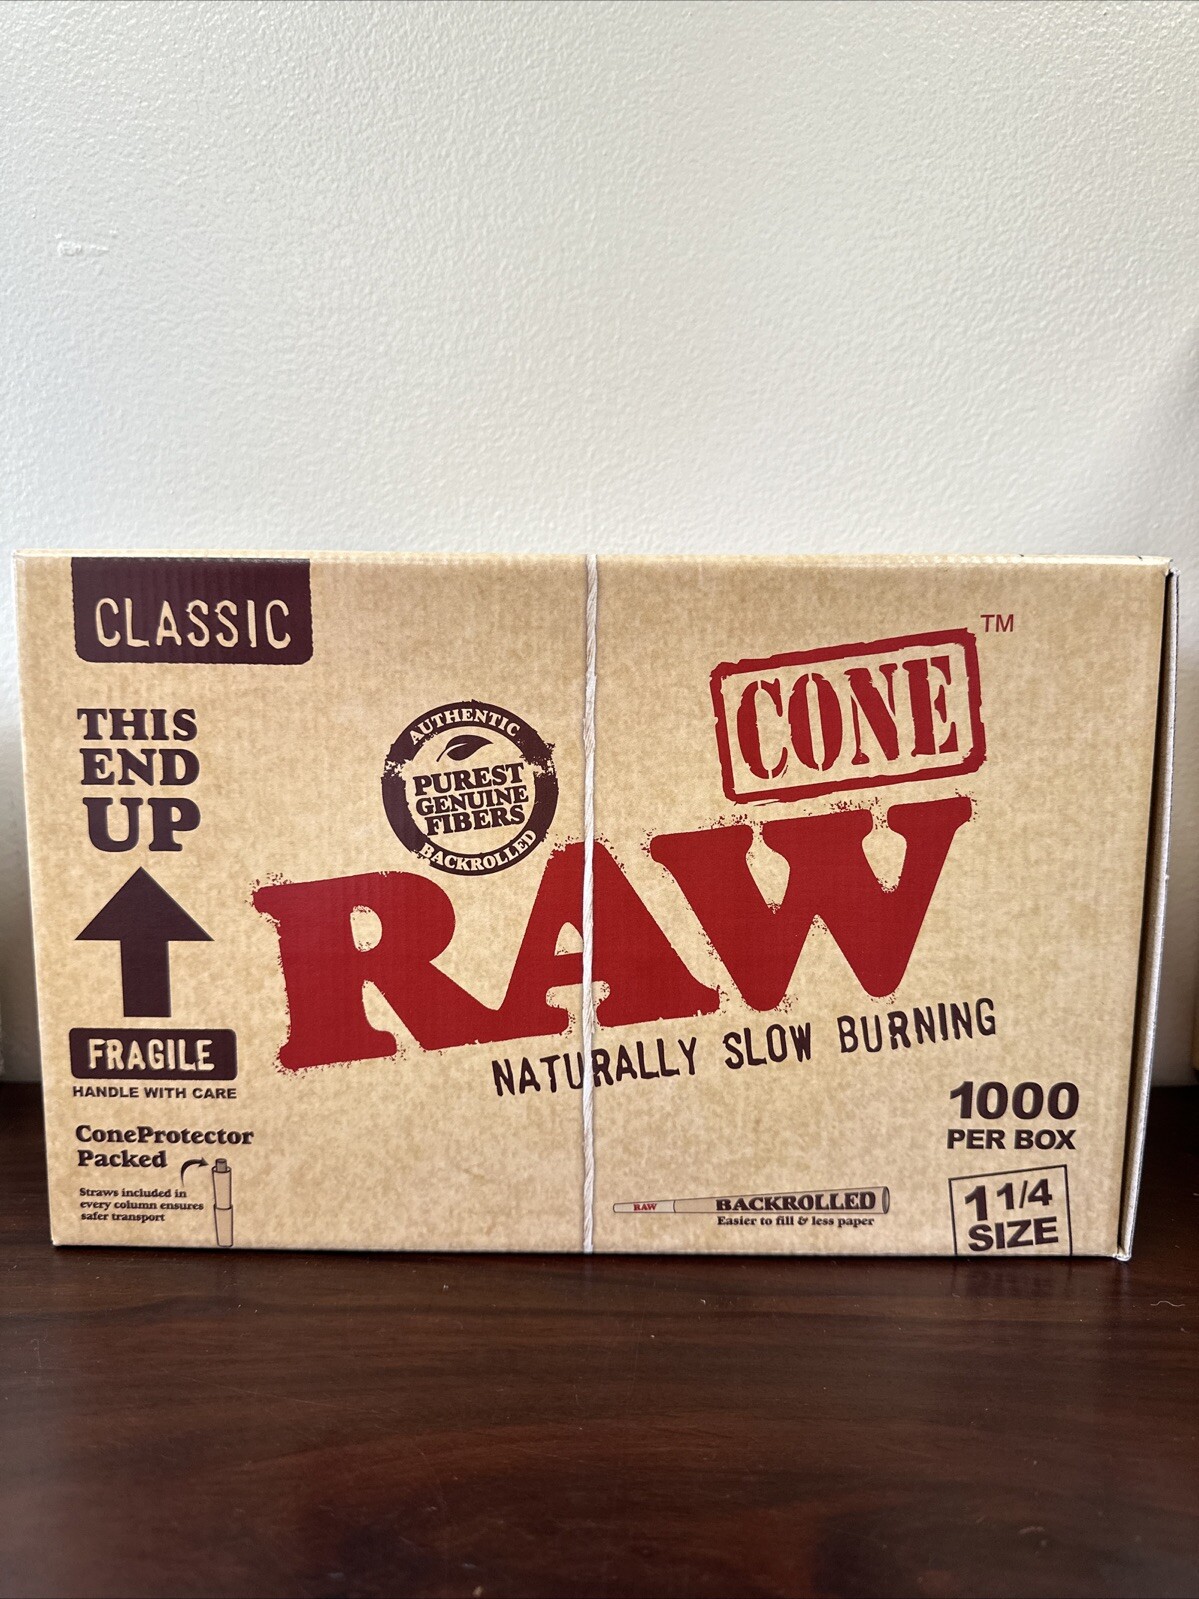 CLASSIC
THIS
END
UP
FRAGILE
HANDLE WITH CARE
ConeProtector
Packed
Straws included in
every column ensures
safer transport
AUTHENTIC
PUREST
GENUINE
FIBERS
BACKROLLED
CONE
TM
RAW
NATURALLY SLOW BURNING
1000
PER BOX
RAW
BACKROLLED
Easier to fill & less paper
1 1/4
SIZE